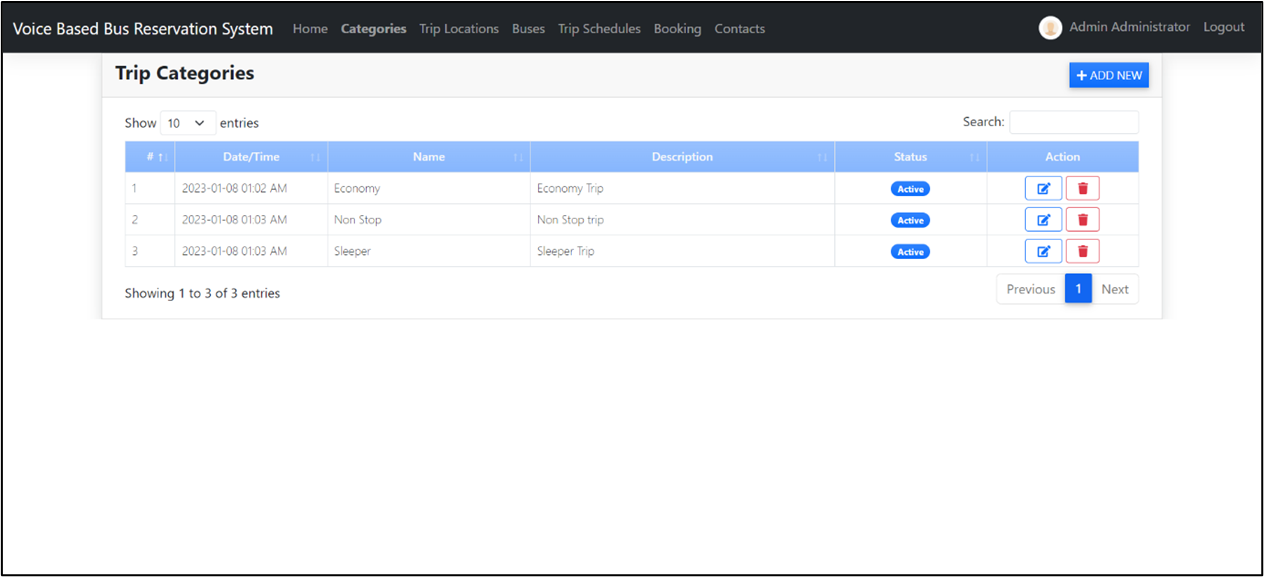 Voice Based Bus Reservation System Home Categories Trip Locations Buses Trip Schedules Booking Contacts Admin Administrator Logout
Trip Categories + ADD NEW
Show 10 entries Search:
# Date/Time Name Description Status Action
1 2023-01-08 01:02 AM Economy Economy Trip Active
2 2023-01-08 01:03 AM Non Stop Non Stop trip Active
3 2023-01-08 01:03 AM Sleeper Sleeper Trip Active
Showing 1 to 3 of 3 entries Previous 1 Next